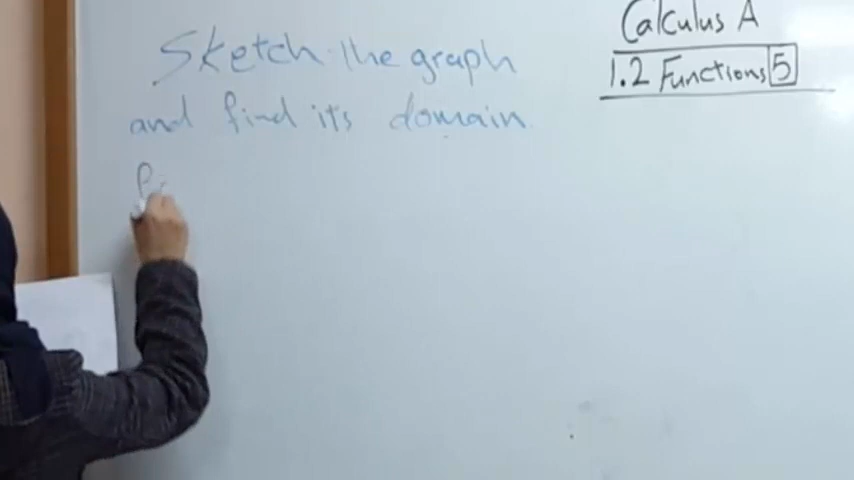 Calculus A
1.2 Functions 5
Sketch the graph
and find its domain